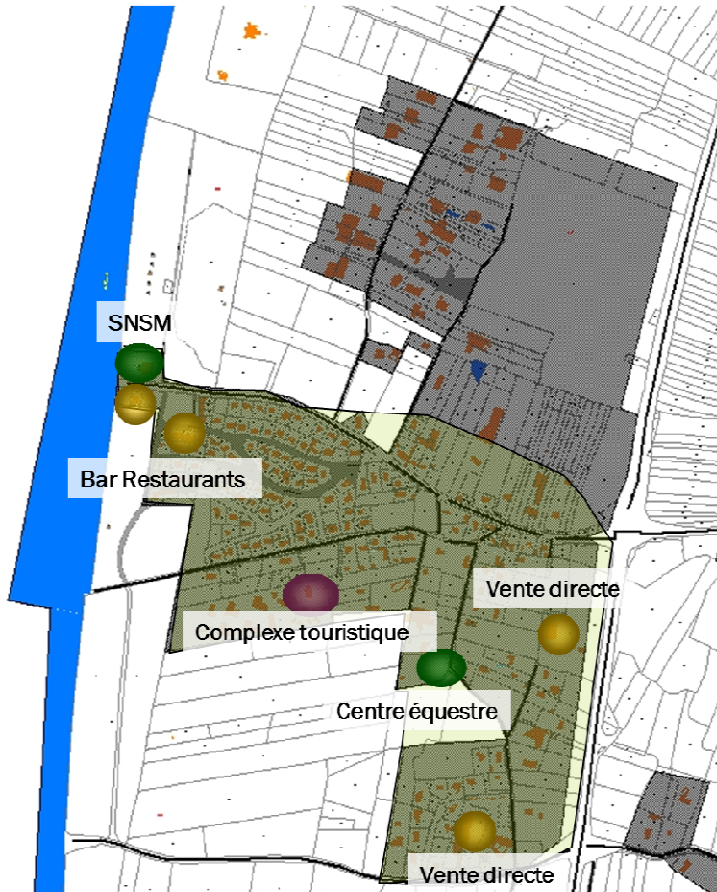 SNSM
Bar Restaurants
Vente directe
Complexe touristique
Centre équestre
Vente directe